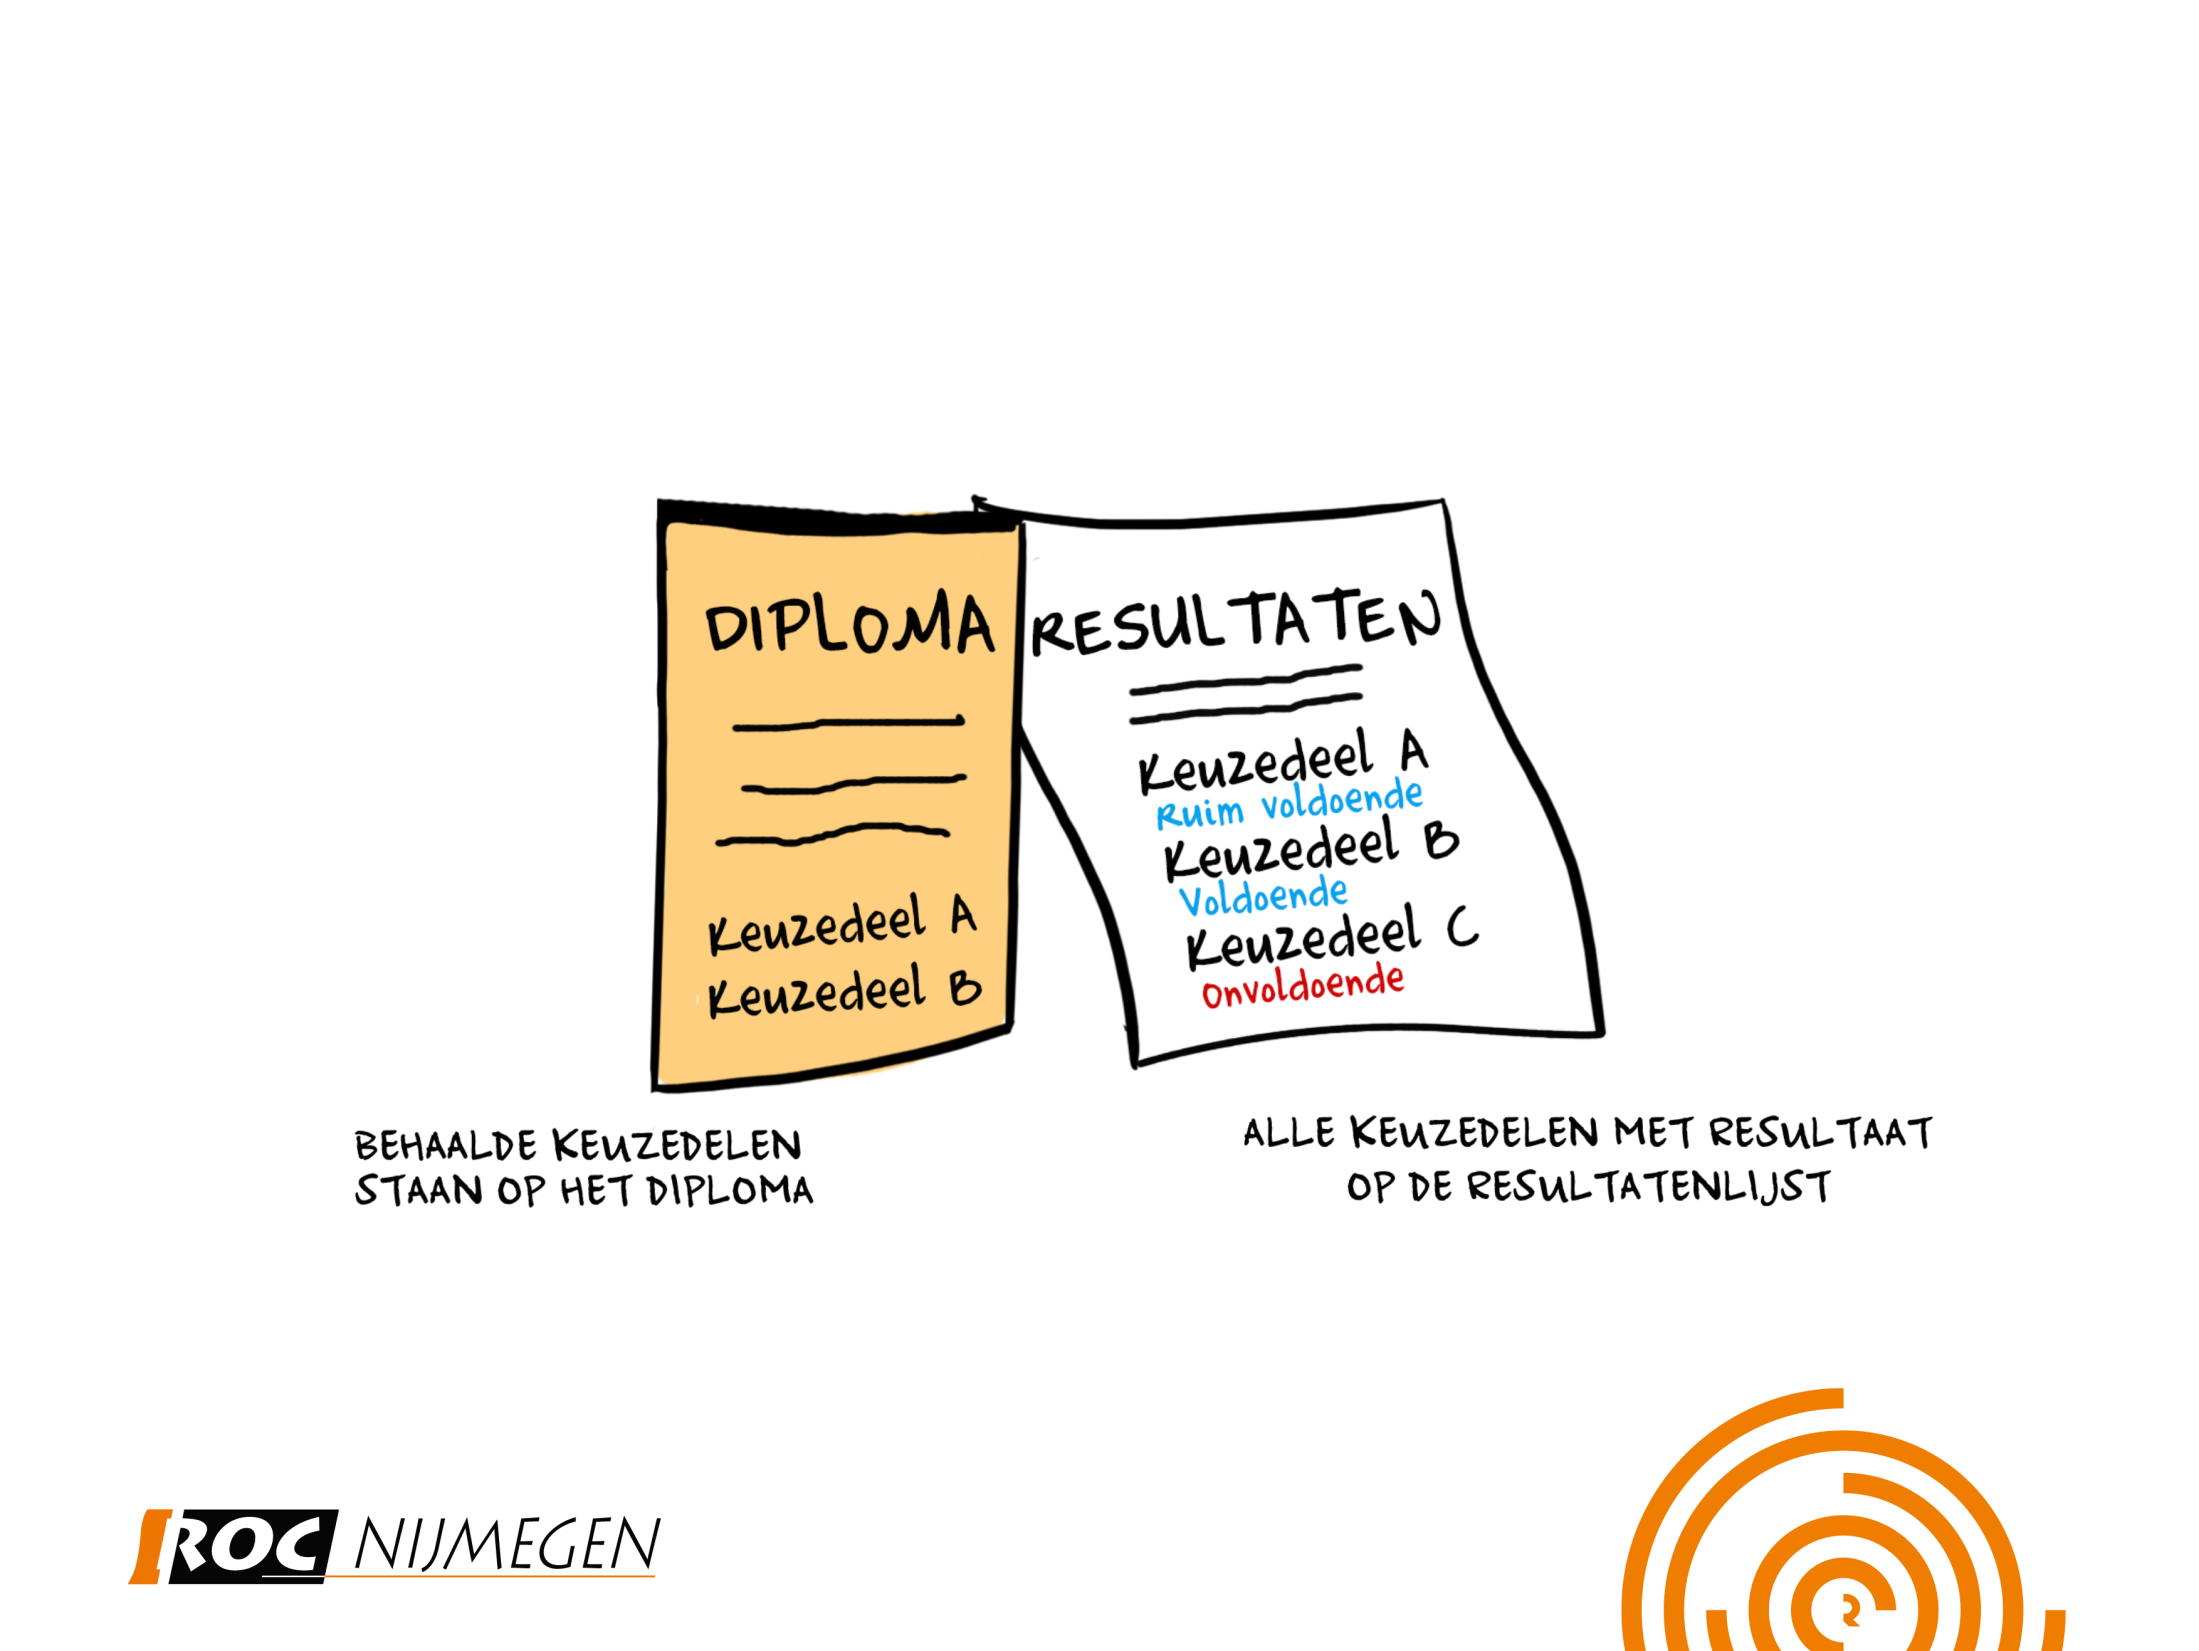 DIPLOMA
Keuzedeel A
Keuzedeel B
RESULTATEN
Keuzedeel A
Ruim voldoende
Keuzedeel B
Voldoende
Keuzedeel C
Onvoldoende
BEHAALDE KEUZEDELEN
STAAN OP HET DIPLOMA
ALLE KEUZEDELEN MET RESULTAAT
OP DE RESULTATENLIJST
ROC NIJMEGEN
R